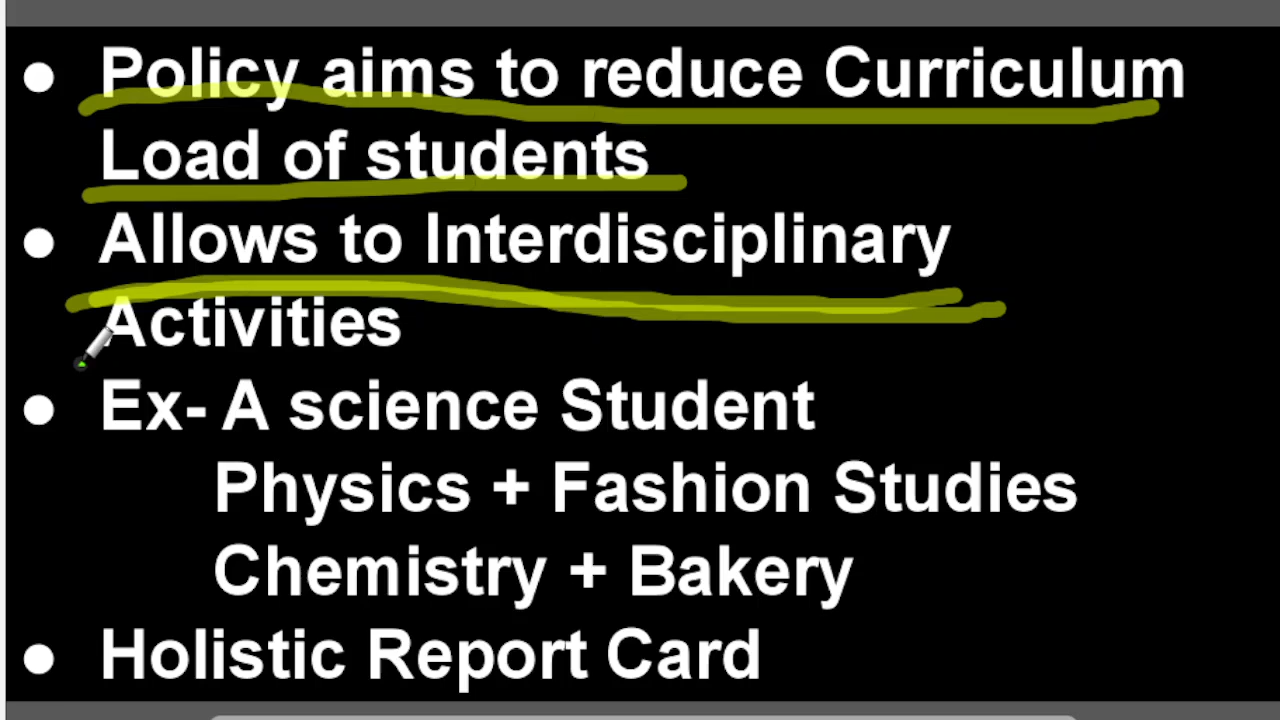 ● Policy aims to reduce Curriculum
Load of students
● Allows to Interdisciplinary
Activities
● Ex- A science Student
Physics + Fashion Studies
Chemistry + Bakery
● Holistic Report Card